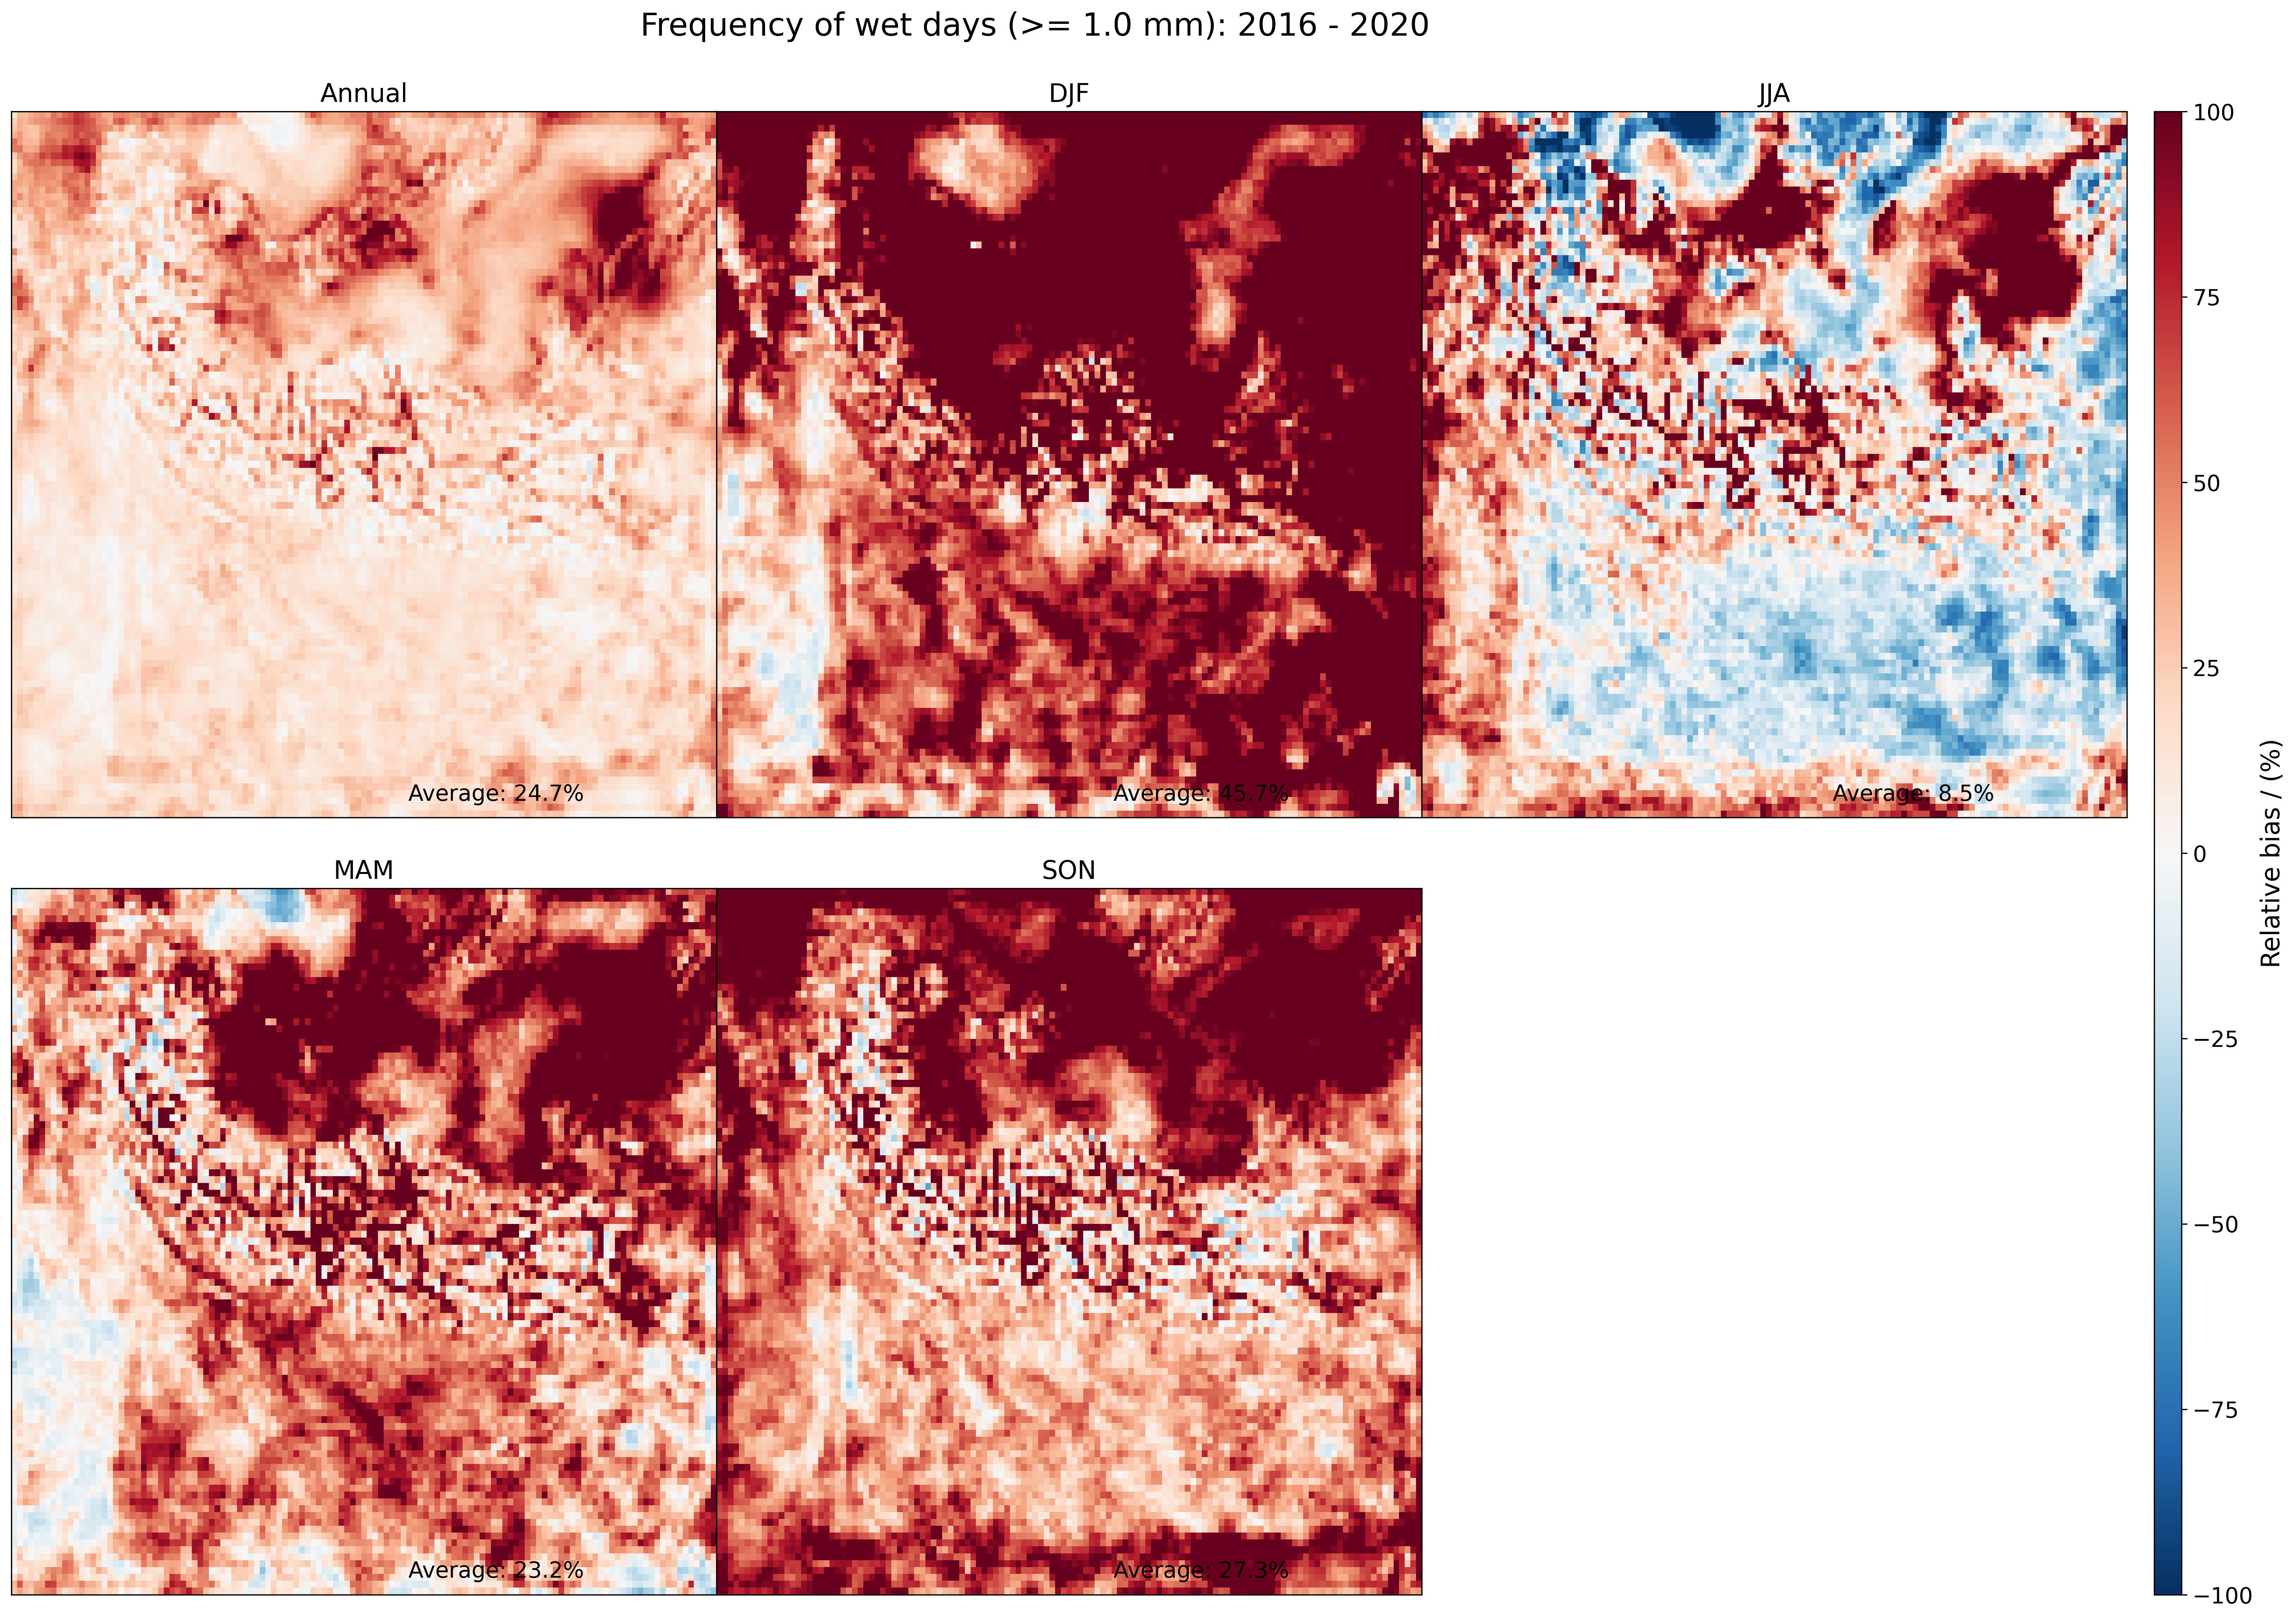 Frequency of wet days (>= 1.0 mm): 2016 - 2020
Annual
DJF
JJA
Average: 24.7%
Average: 45.7%
Average: 8.5%
MAM
SON
Average: 23.2%
Average: 27.3%
100
75
50
25
0
−25
−50
−75
−100
Relative bias / (%)